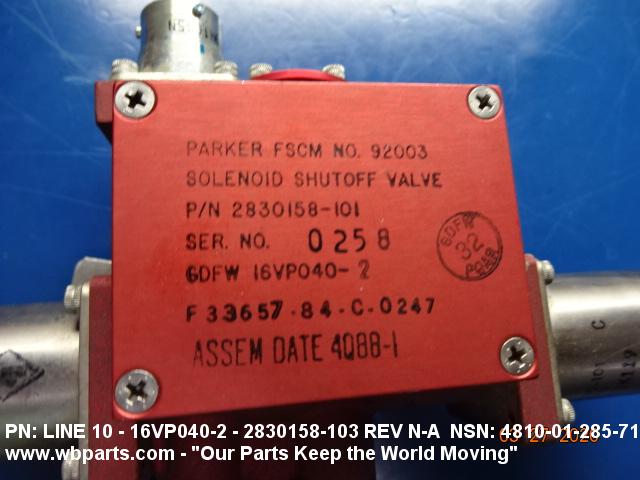 PARKER FSCM NO. 92003
SOLENOID SHUTOFF VALVE
P/N 2830158-101
SER. NO. 0258
GDFW 16VP040-2
GDFW
32
F33657-84-C-0247
ASSEM DATE 4Q88-1
C
PN: LINE 10 - 16VP040-2 - 2830158-103 REV N-A NSN: 4810-01-285-71
www.wbparts.com - "Our Parts Keep the World Moving"